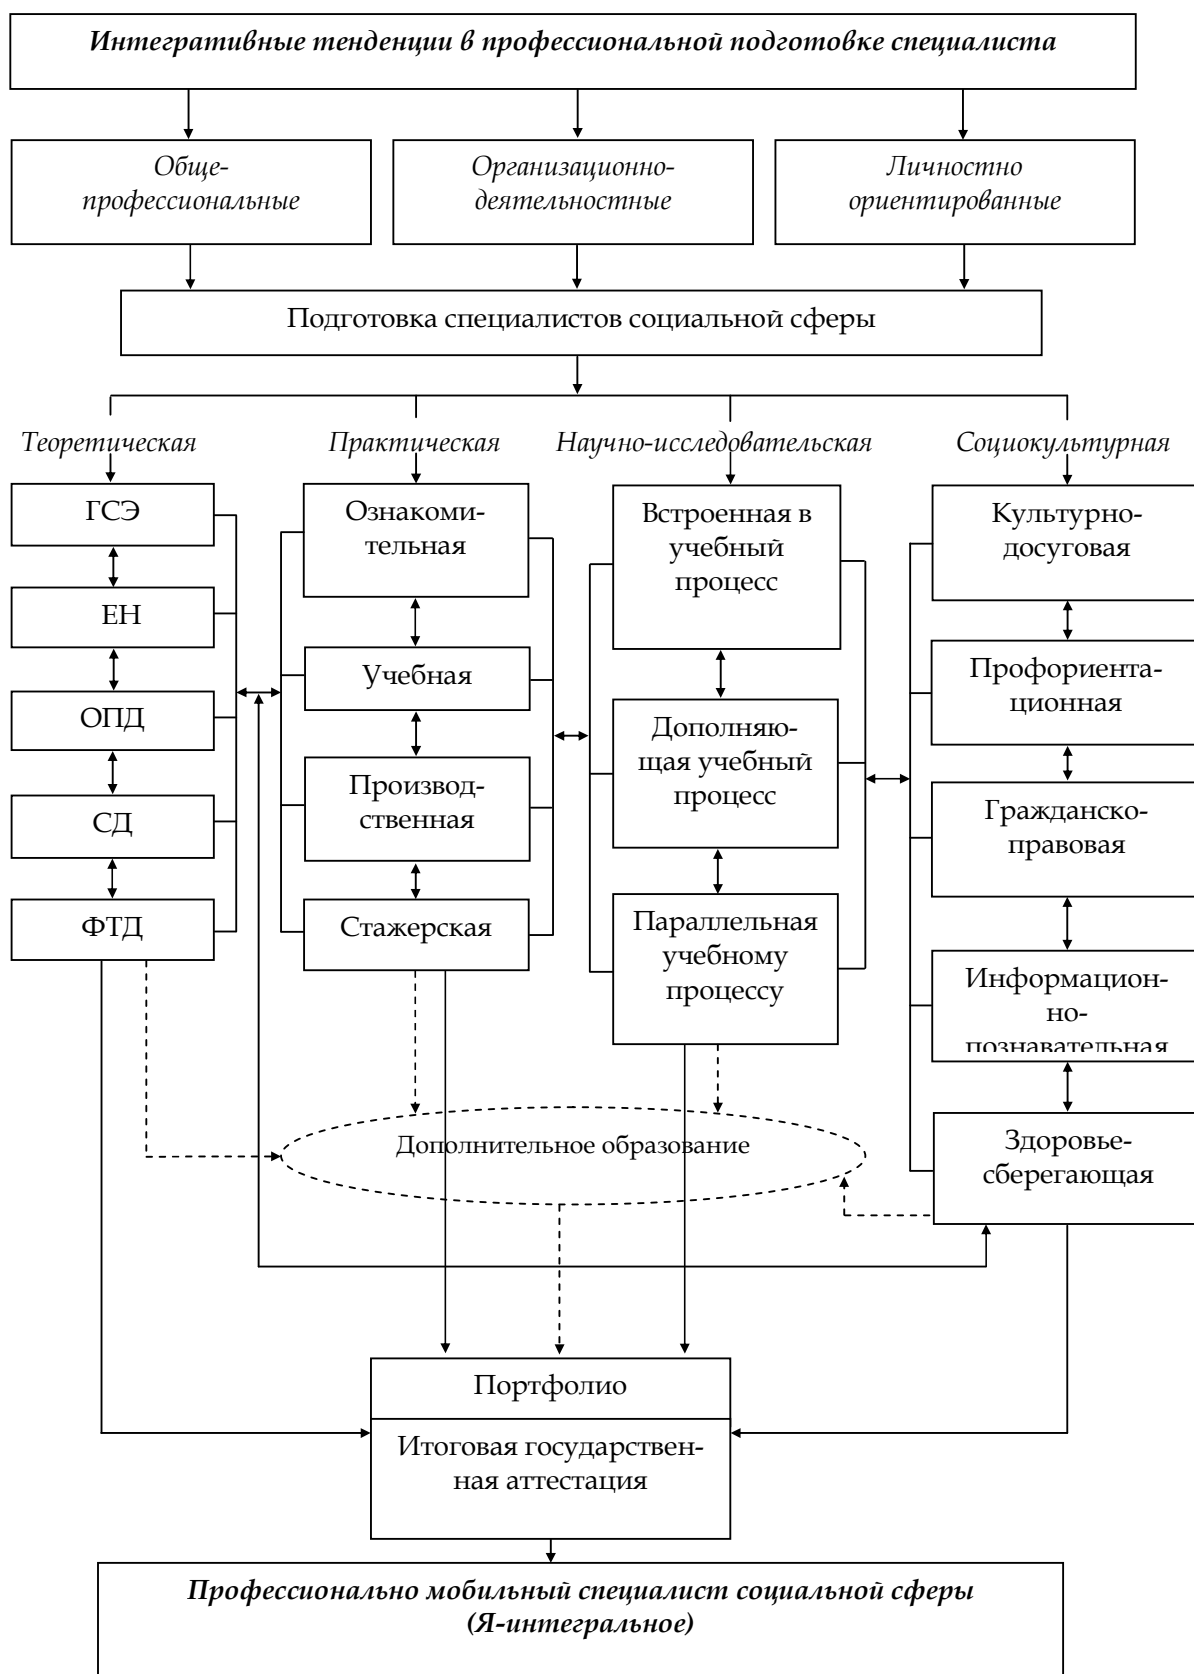 Интегративные тенденции в профессиональной подготовке специалиста
Обще-
профессиональные
Организационно-
деятельностные
Личностно
ориентированные
Подготовка специалистов социальной сферы
Теоретическая
Практическая
Научно-исследовательская
Социокультурная
ГСЭ
ЕН
ОПД
СД
ФТД
Ознакоми-
тельная
Учебная
Производ-
ственная
Стажерская
Встроенная в
учебный
процесс
Дополняю-
щая учебный
процесс
Параллельная
учебному
процессу
Культурно-
досуговая
Профориента-
ционная
Гражданско-
правовая
Информацион-
но-
познавательная
Здоровье-
сберегающая
Дополнительное образование
Портфолио
Итоговая государствен-
ная аттестация
Профессионально мобильный специалист социальной сферы
(Я-интегральное)